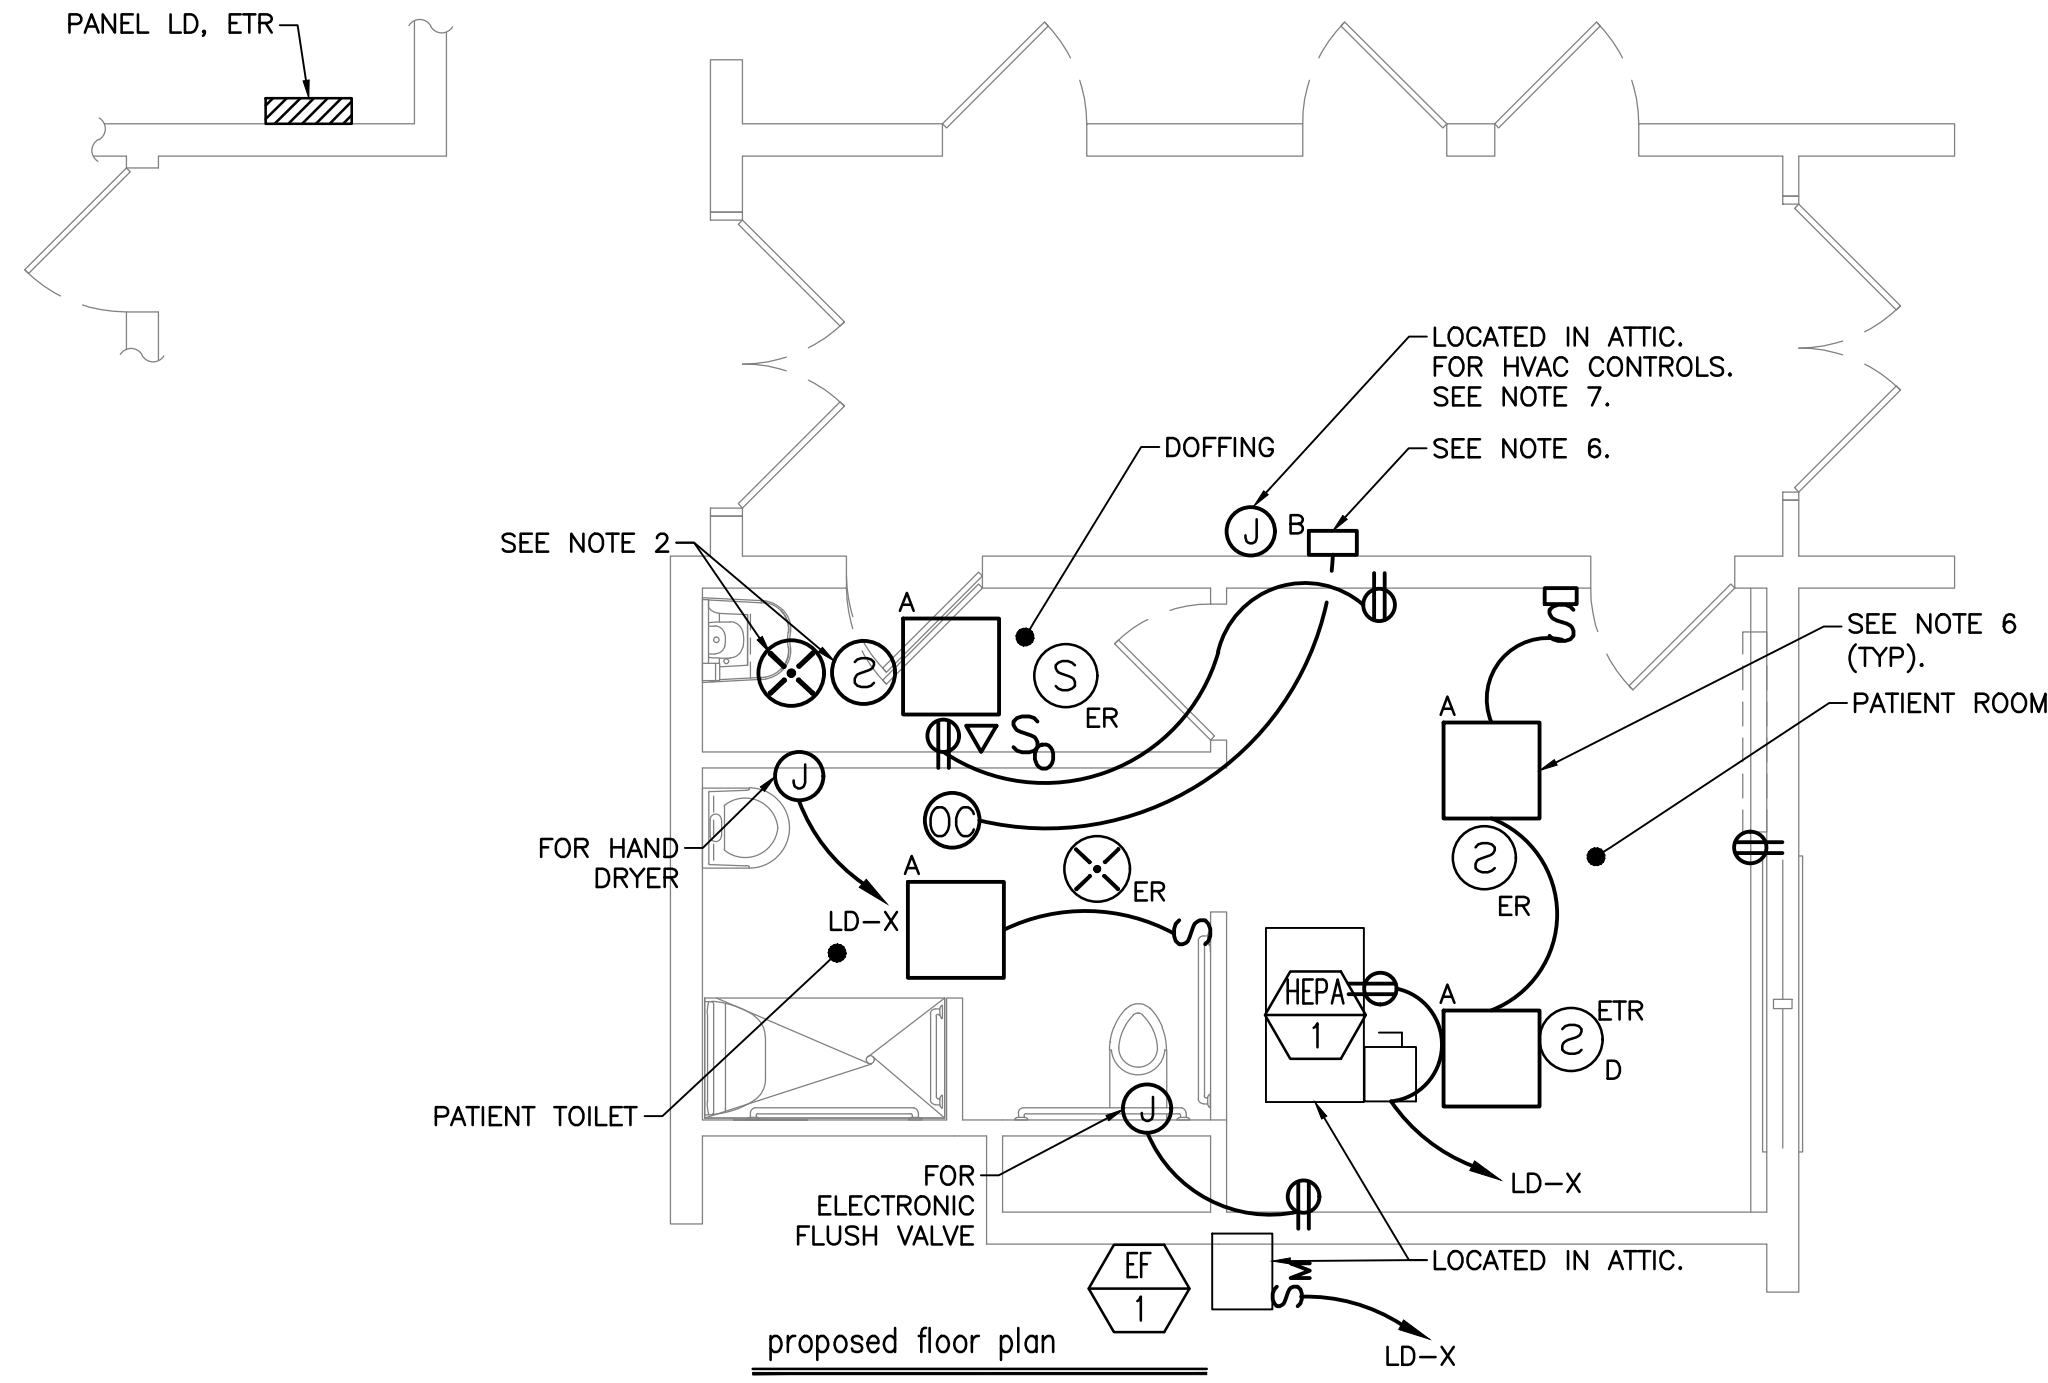 PANEL LD, ETR
LOCATED IN ATTIC.
FOR HVAC CONTROLS.
SEE NOTE 7.
DOFFING
SEE NOTE 6.
J
B
SEE NOTE 2
A
S
S
ER
S
SEE NOTE 6
(TYP).
A
PATIENT ROOM
SO
J
OC
FOR HAND
DRYER
A
S
ER
ER
LD-X
S
HEPA
1
A
S
ETR
D
PATIENT TOILET
J
FOR
ELECTRONIC
FLUSH VALVE
LD-X
EF
1
M
S
LOCATED IN ATTIC.
LD-X
proposed floor plan